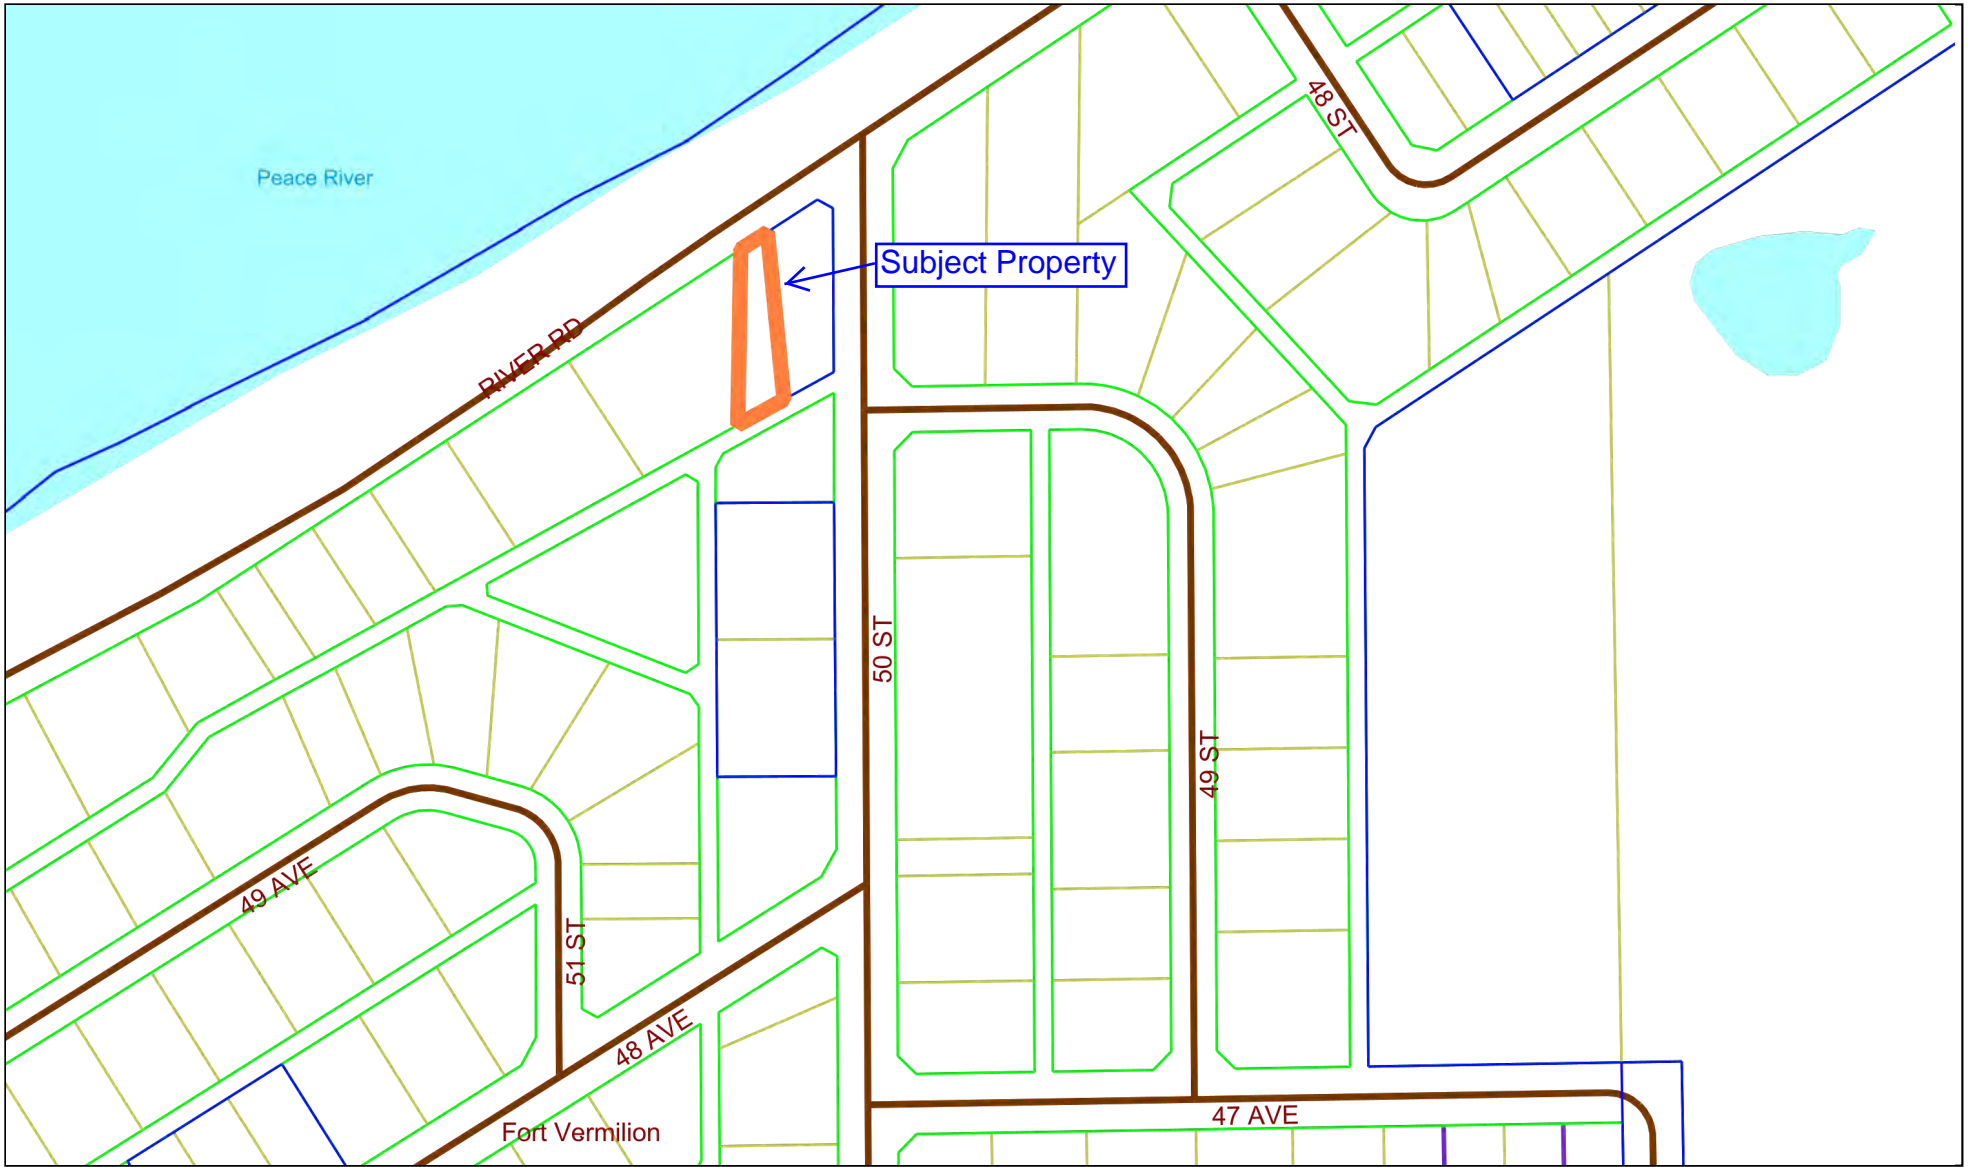 48 ST
Peace River
Subject Property
RIVER RD
50 ST
49 ST
49 AVE
51 ST
48 AVE
47 AVE
Fort Vermilion